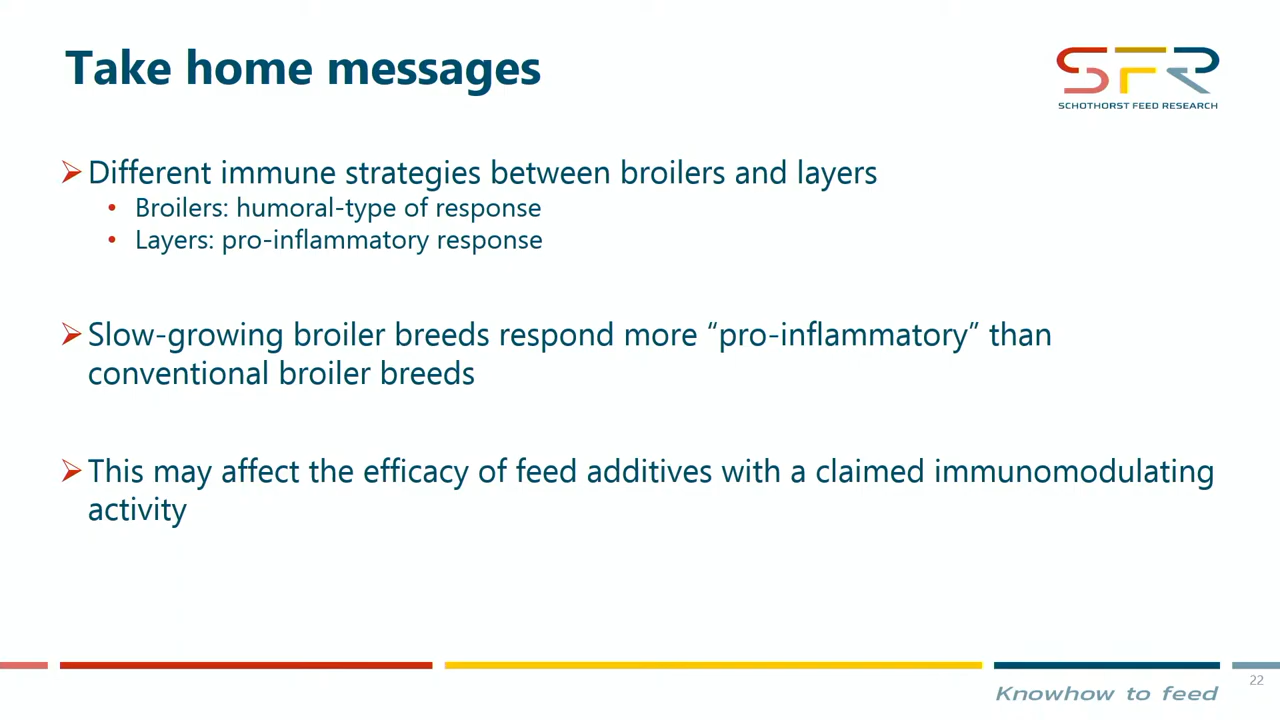 Take home messages
SFR
SCHOTHORST FEED RESEARCH
Different immune strategies between broilers and layers
Broilers: humoral-type of response
Layers: pro-inflammatory response
Slow-growing broiler breeds respond more “pro-inflammatory” than
conventional broiler breeds
This may affect the efficacy of feed additives with a claimed immunomodulating
activity
22
Knowhow to feed